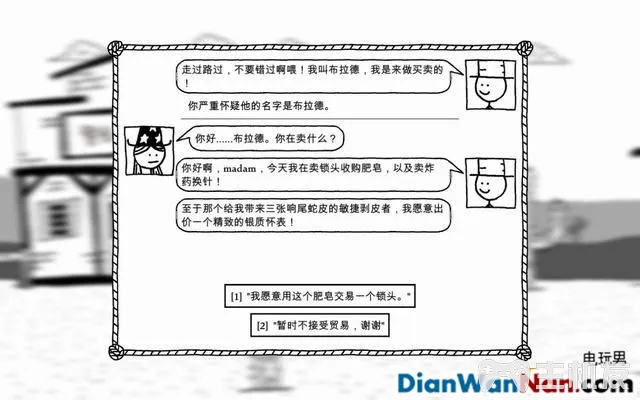 走过路过，不要错过啊喂！我叫布拉德，我是来做买卖的
！
你严重怀疑他的名字是布拉德。
你好……布拉德。你在卖什么？
你好啊，madam，今天我在卖锁头收购肥皂，以及卖炸
药换针！
至于那个给我带来三张响尾蛇皮的敏捷剥皮者，我愿意出
价一个精致的银质怀表！
[1] "我愿意用这个肥皂交易一个锁头。"
[2] "暂时不接受贸易，谢谢"
电玩男
DianWanNan.com